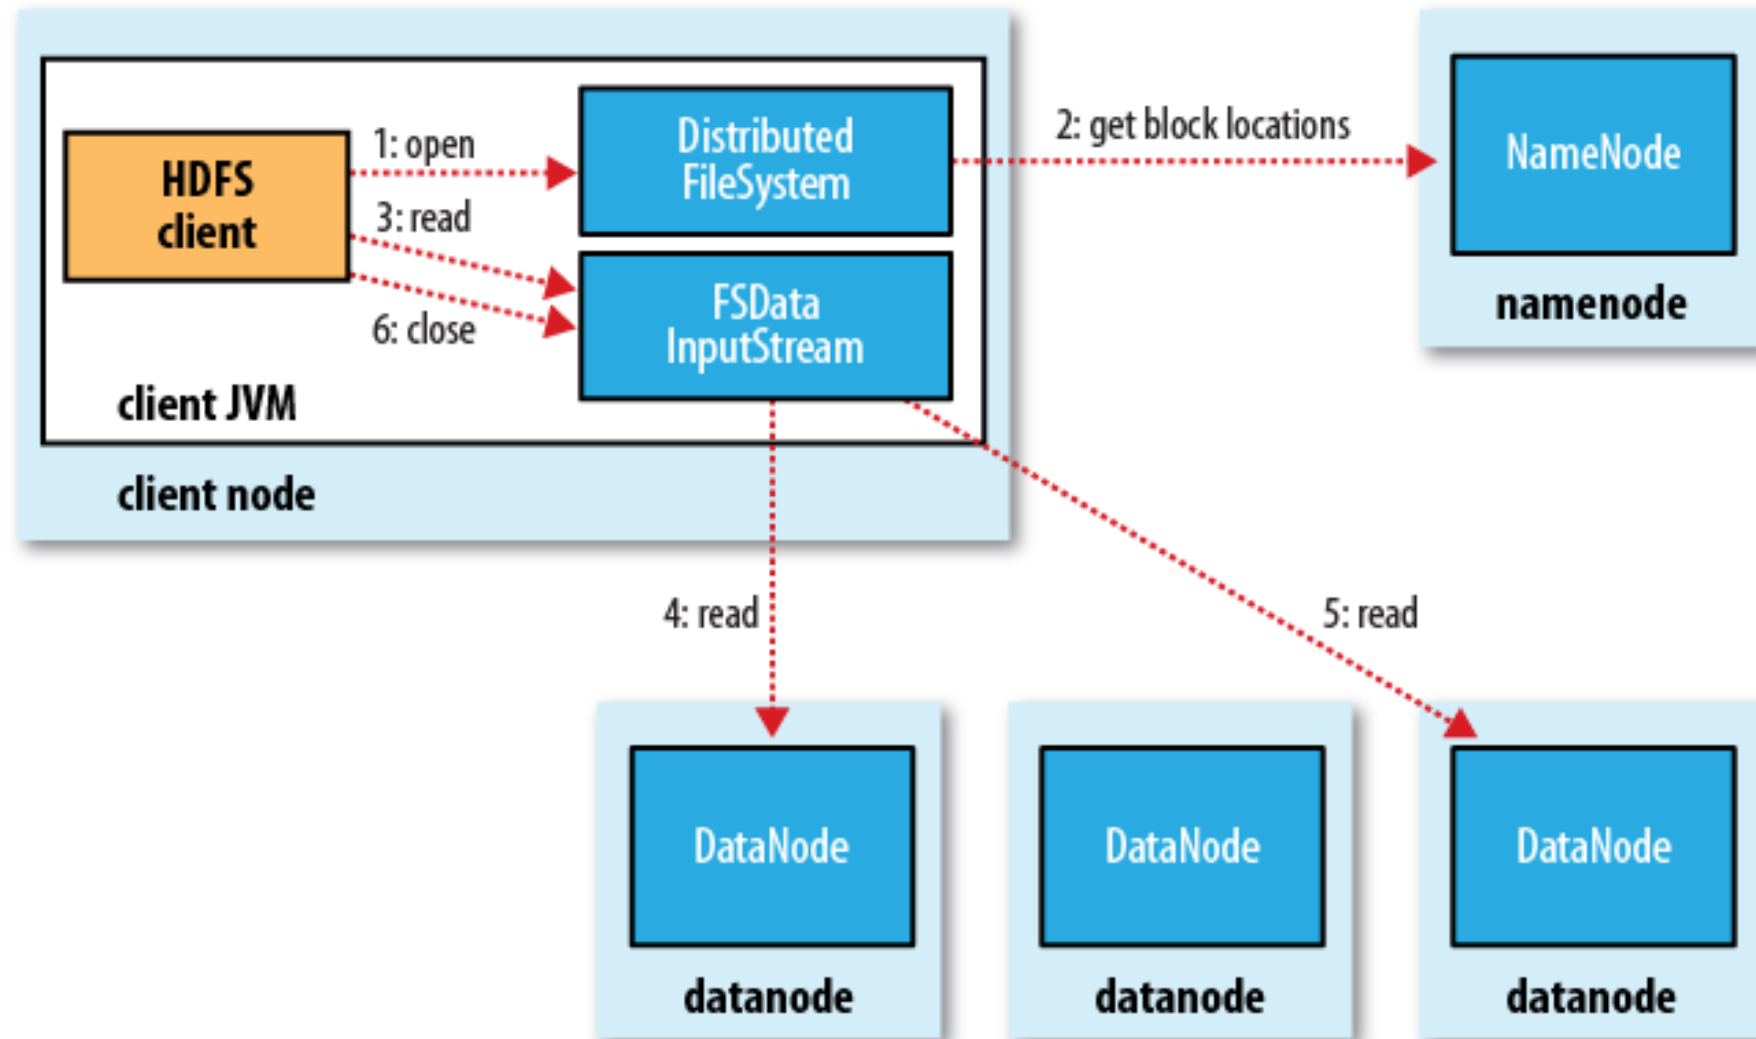 1: open
Distributed
FileSystem
2: get block locations
NameNode
HDFS
client
3: read
namenode
6: close
FSData
InputStream
client JVM
client node
4: read
5: read
DataNode
DataNode
DataNode
datanode
datanode
datanode